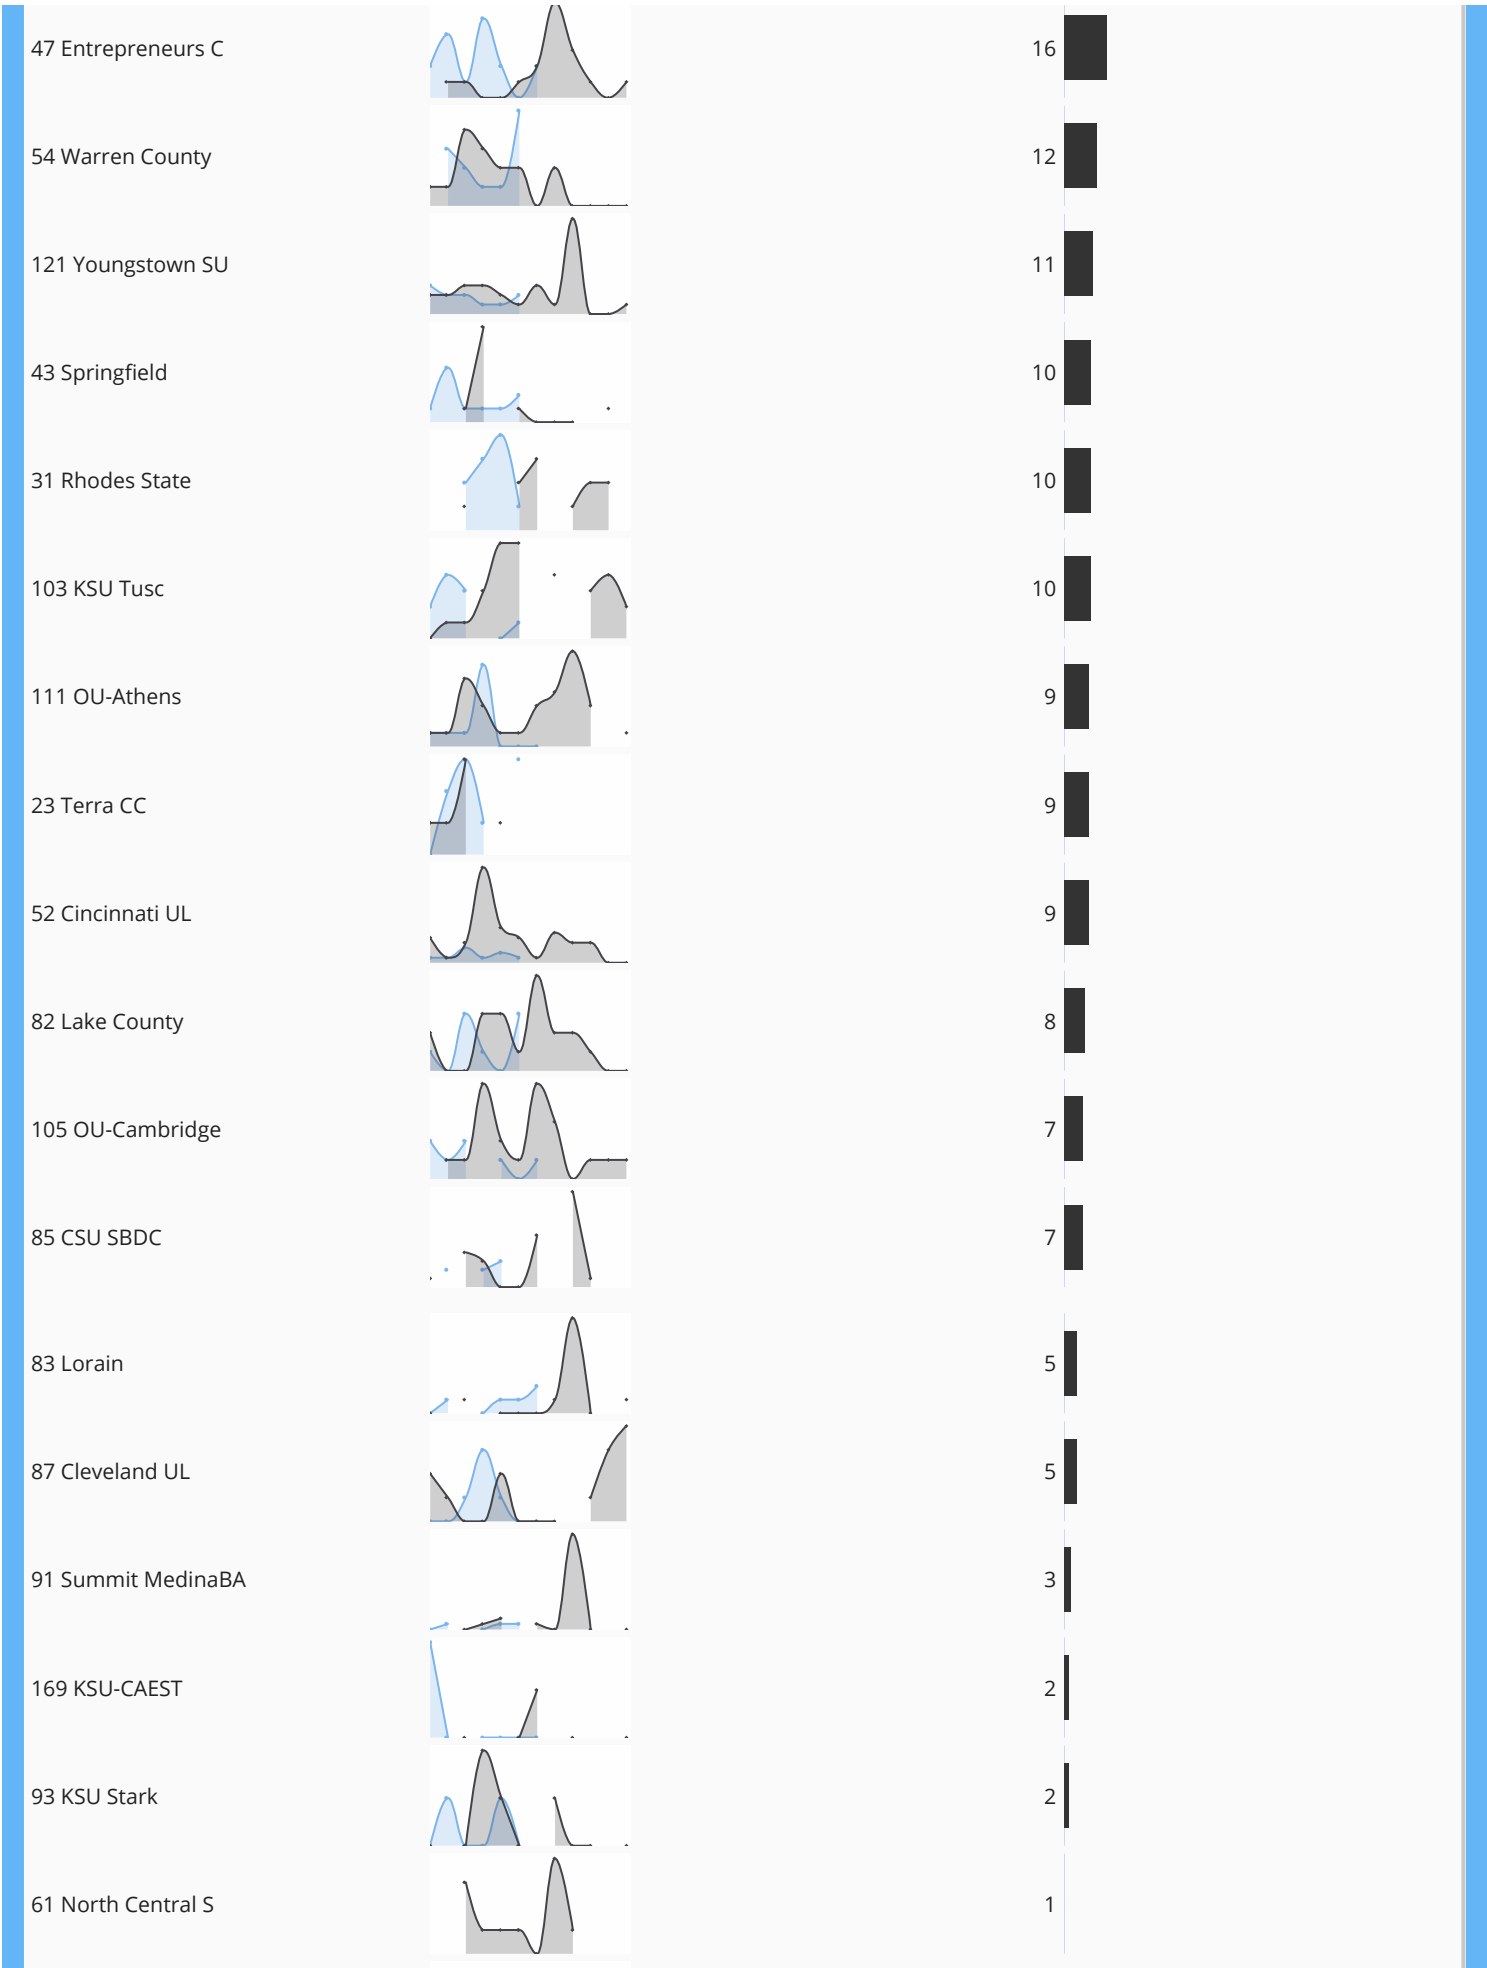 47 Entrepreneurs C 16
54 Warren County 12
121 Youngstown SU 11
43 Springfield 10
31 Rhodes State 10
103 KSU Tusc 10
111 OU-Athens 9
23 Terra CC 9
52 Cincinnati UL 9
82 Lake County 8
105 OU-Cambridge 7
85 CSU SBDC 7
83 Lorain 5
87 Cleveland UL 5
91 Summit MedinaBA 3
169 KSU-CAEST 2
93 KSU Stark 2
61 North Central S 1